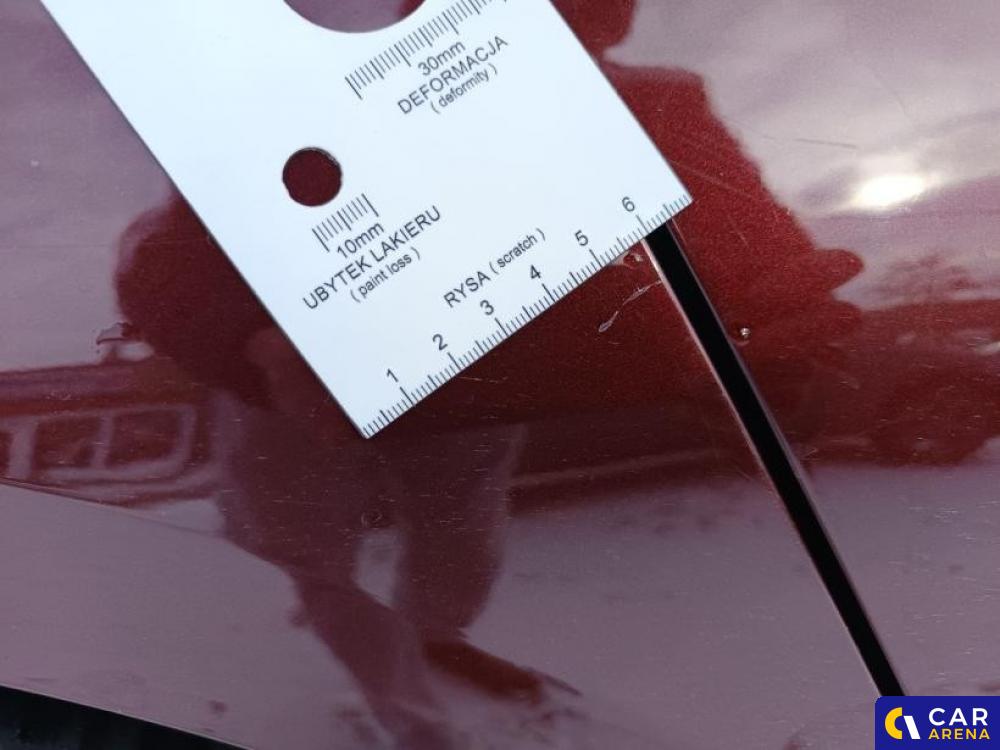 30mm
DEFORMACJA
( deformity )
10mm
UBYTEK LAKIERU
( paint loss )
RYSA ( scratch )
1 2 3 4 5 6
CAR
ARENA